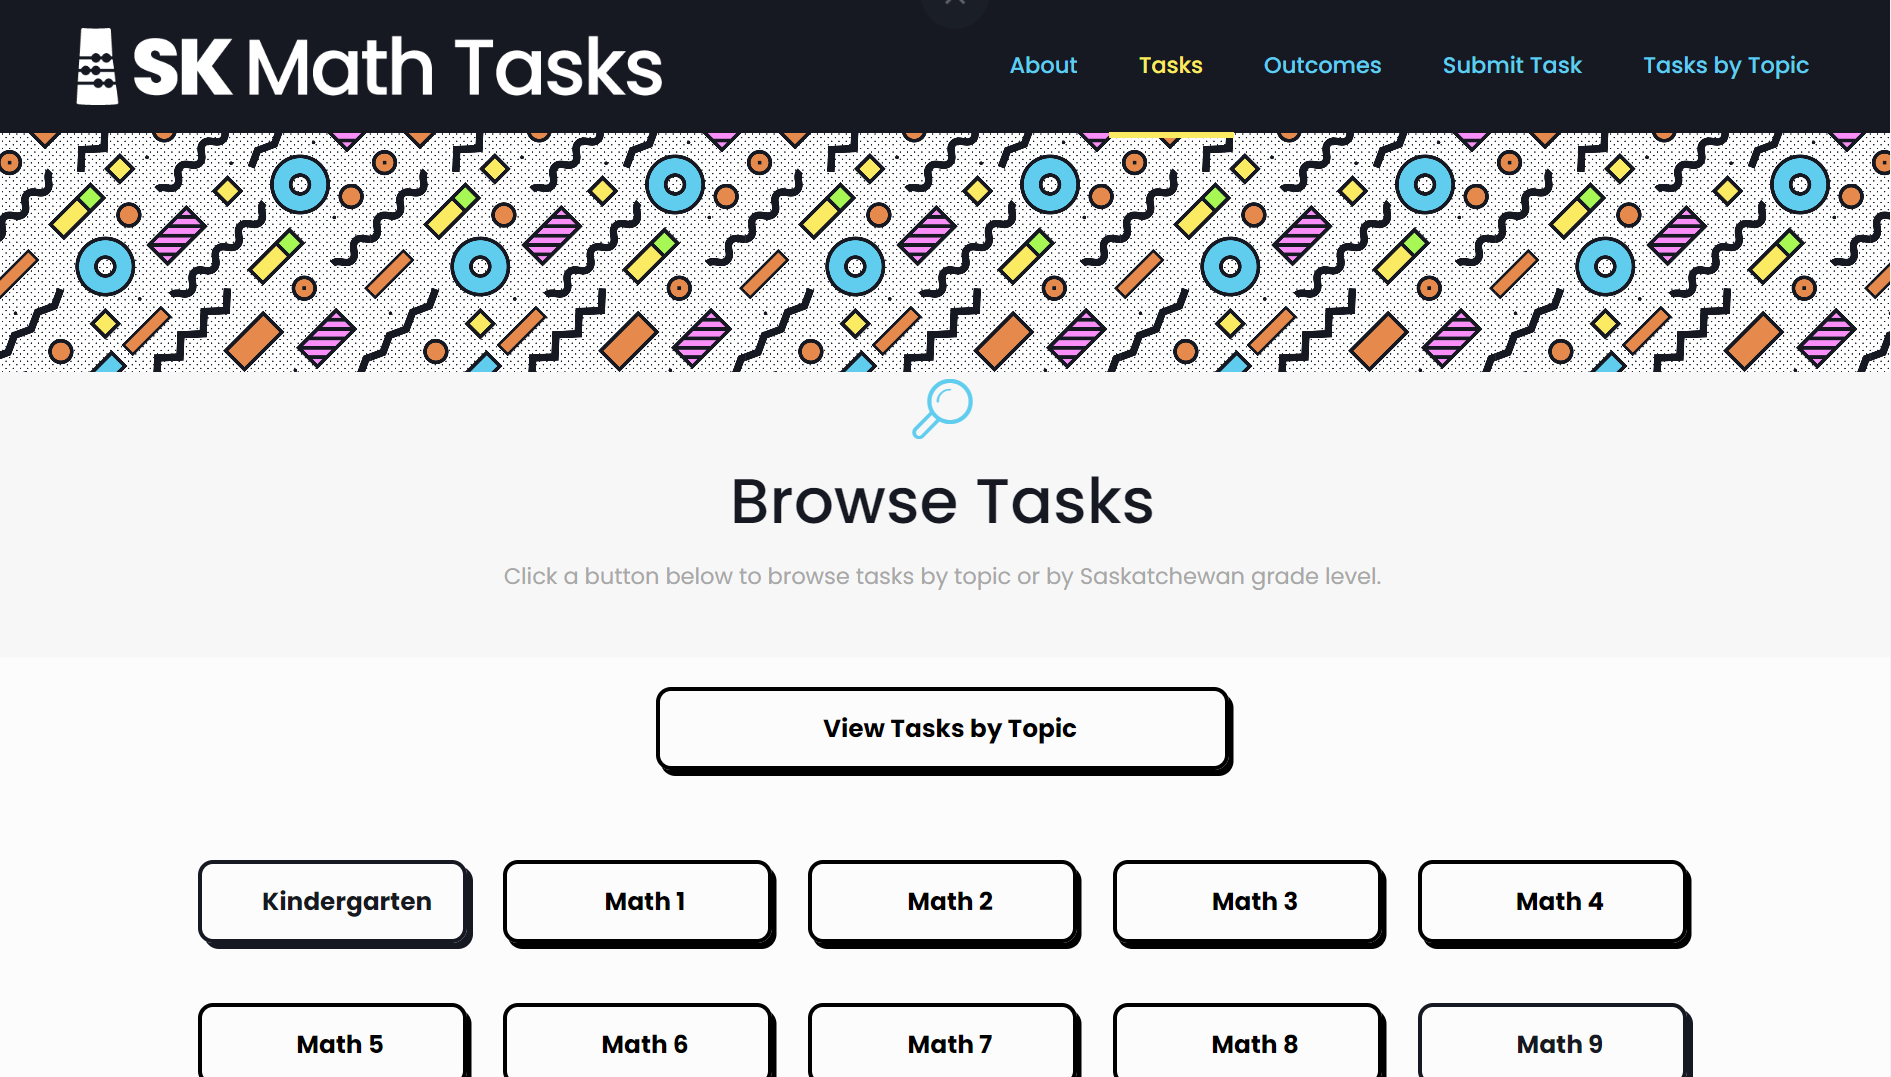 SK Math Tasks
About Tasks Outcomes Submit Task Tasks by Topic
Browse Tasks
Click a button below to browse tasks by topic or by Saskatchewan grade level.
View Tasks by Topic
Kindergarten Math 1 Math 2 Math 3 Math 4
Math 5 Math 6 Math 7 Math 8 Math 9